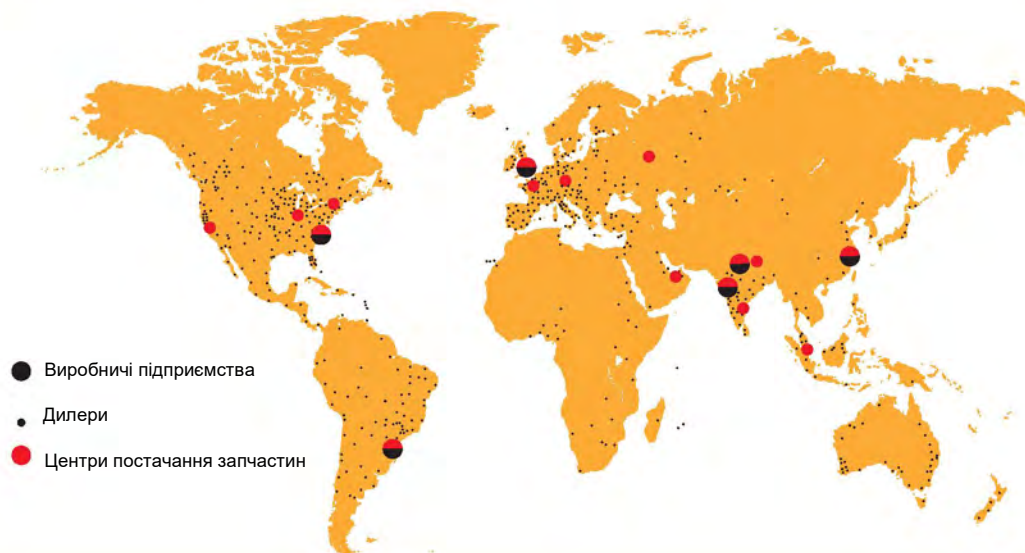 Виробничі підприємства
Дилери
Центри постачання запчастин